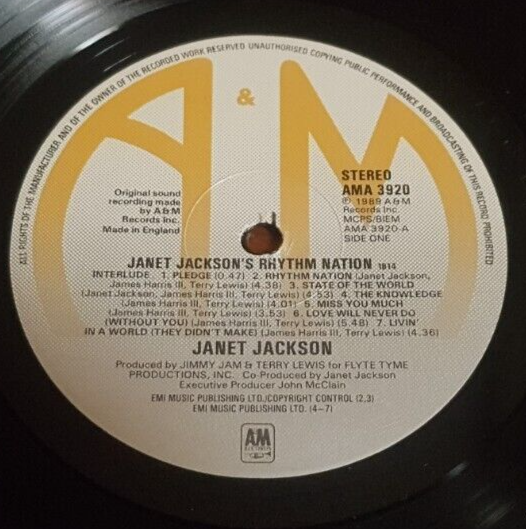 ALL RIGHTS OF THE MANUFACTURER AND OF THE OWNER OF THE RECORDED WORK RESERVED UNAUTHORISED COPYING PUBLIC PERFORMANCE AND BROADCASTING OF THIS RECORD PROHIBITED
A & M
Original sound
recording made
by A & M
Records Inc.
Made in England
STEREO
AMA 3920
℗ 1989 A & M
Records Inc.
MCPS/BIEM
AMA 3920-A
SIDE ONE
JANET JACKSON'S RHYTHM NATION 1814
INTERLUDE: 1. PLEDGE (0.47) 2. RHYTHM NATION (Janet Jackson,
James Harris III, Terry Lewis) (4.38) 3. STATE OF THE WORLD
(Janet Jackson, James Harris III, Terry Lewis) (4.53) 4. THE KNOWLEDGE
(James Harris III, Terry Lewis) (4.01) 5. MISS YOU MUCH
(James Harris III, Terry Lewis) (3.53) 6. LOVE WILL NEVER DO
(WITHOUT YOU) (James Harris III, Terry Lewis) (5.48) 7. LIVIN'
IN A WORLD (THEY DIDN'T MAKE) (James Harris III, Terry Lewis) (4.36)
JANET JACKSON
Produced by JIMMY JAM & TERRY LEWIS for FLYTE TYME
PRODUCTIONS, INC. Co-Produced by Janet Jackson
Executive Producer John McClain
EMI MUSIC PUBLISHING LTD./COPYRIGHT CONTROL (2,3)
EMI MUSIC PUBLISHING LTD. (4-7)
AM
RECORDS